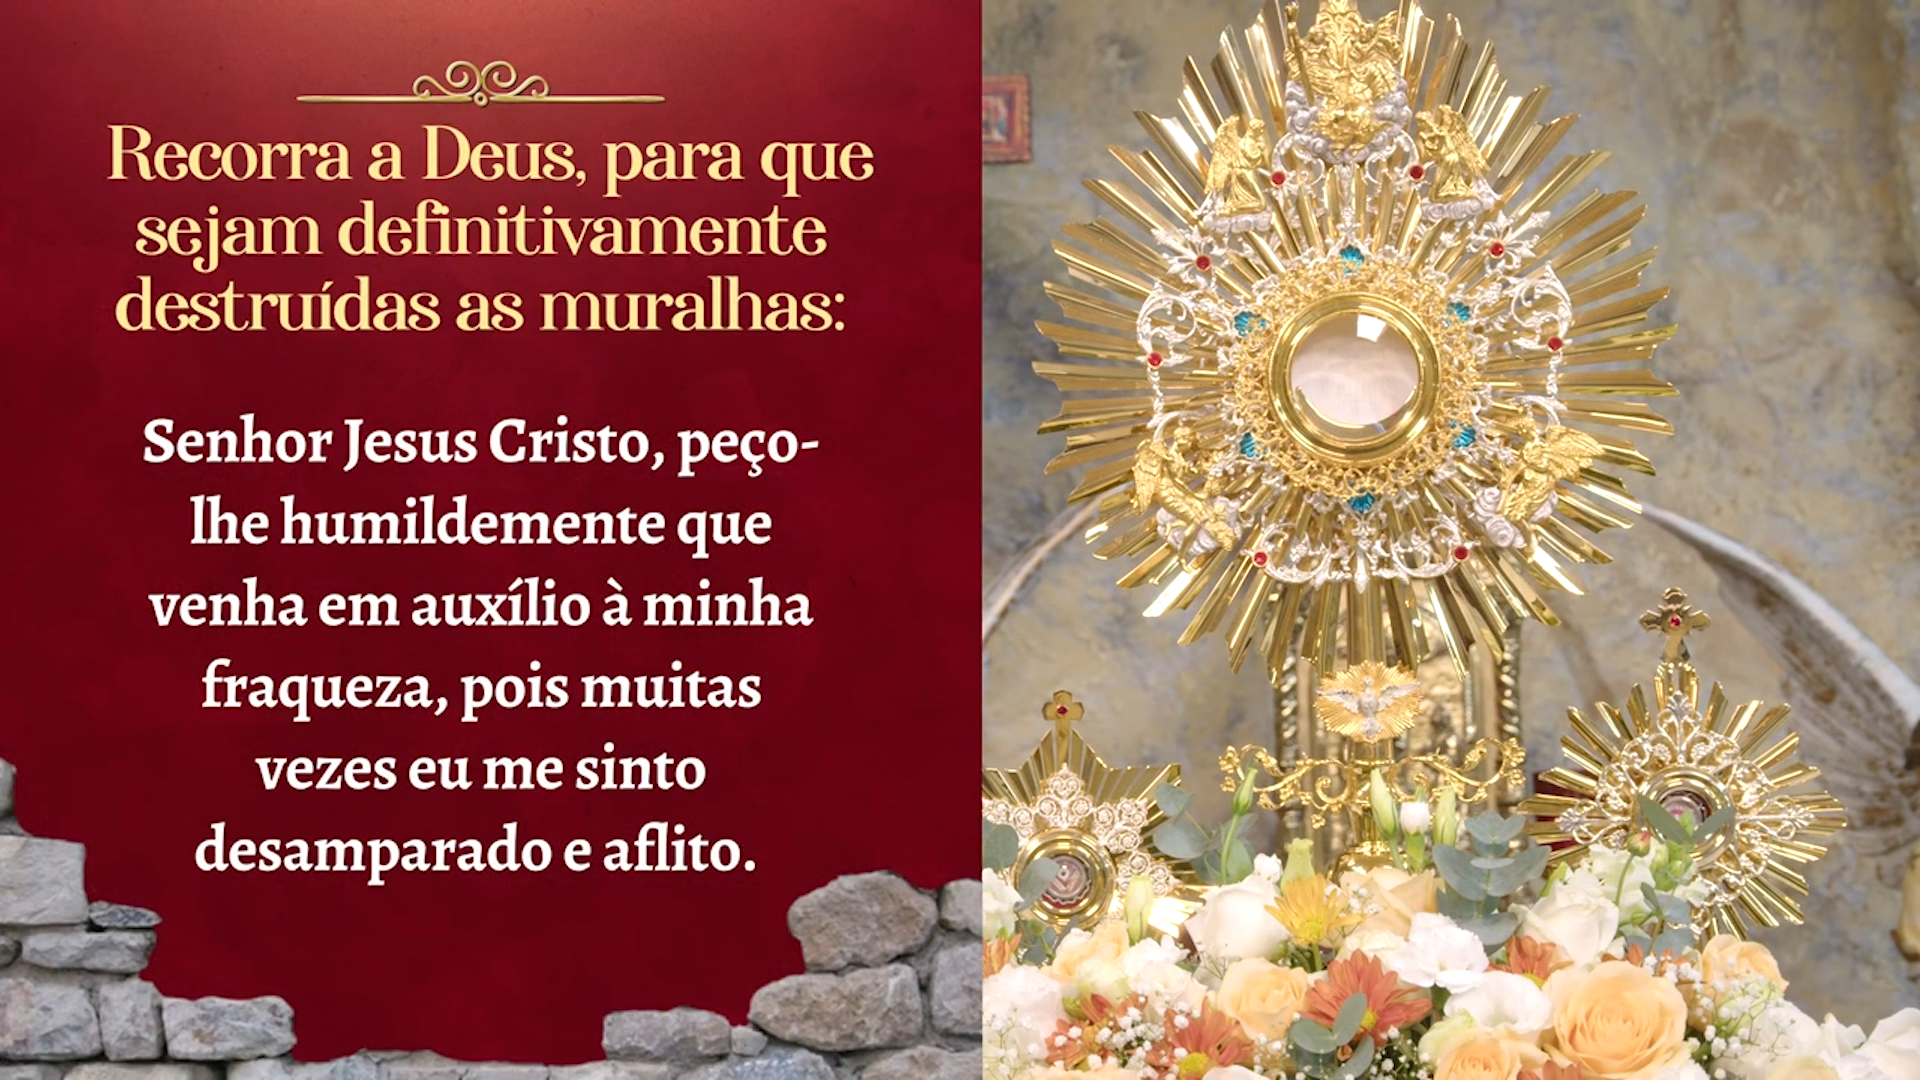 Recorra a Deus, para que
sejam definitivamente
destruídas as muralhas:
Senhor Jesus Cristo, peço-
lhe humildemente que
venha em auxílio à minha
fraqueza, pois muitas
vezes eu me sinto
desamparado e aflito.